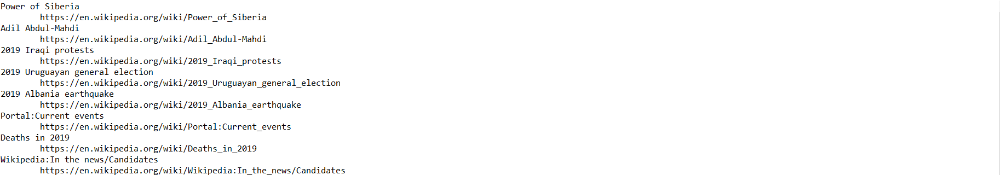 Power of Siberia
https://en.wikipedia.org/wiki/Power_of_Siberia
Adil Abdul-Mahdi
https://en.wikipedia.org/wiki/Adil_Abdul-Mahdi
2019 Iraqi protests
https://en.wikipedia.org/wiki/2019_Iraqi_protests
2019 Uruguayan general election
https://en.wikipedia.org/wiki/2019_Uruguayan_general_election
2019 Albania earthquake
https://en.wikipedia.org/wiki/2019_Albania_earthquake
Portal:Current events
https://en.wikipedia.org/wiki/Portal:Current_events
Deaths in 2019
https://en.wikipedia.org/wiki/Deaths_in_2019
Wikipedia:In the news/Candidates
https://en.wikipedia.org/wiki/Wikipedia:In_the_news/Candidates